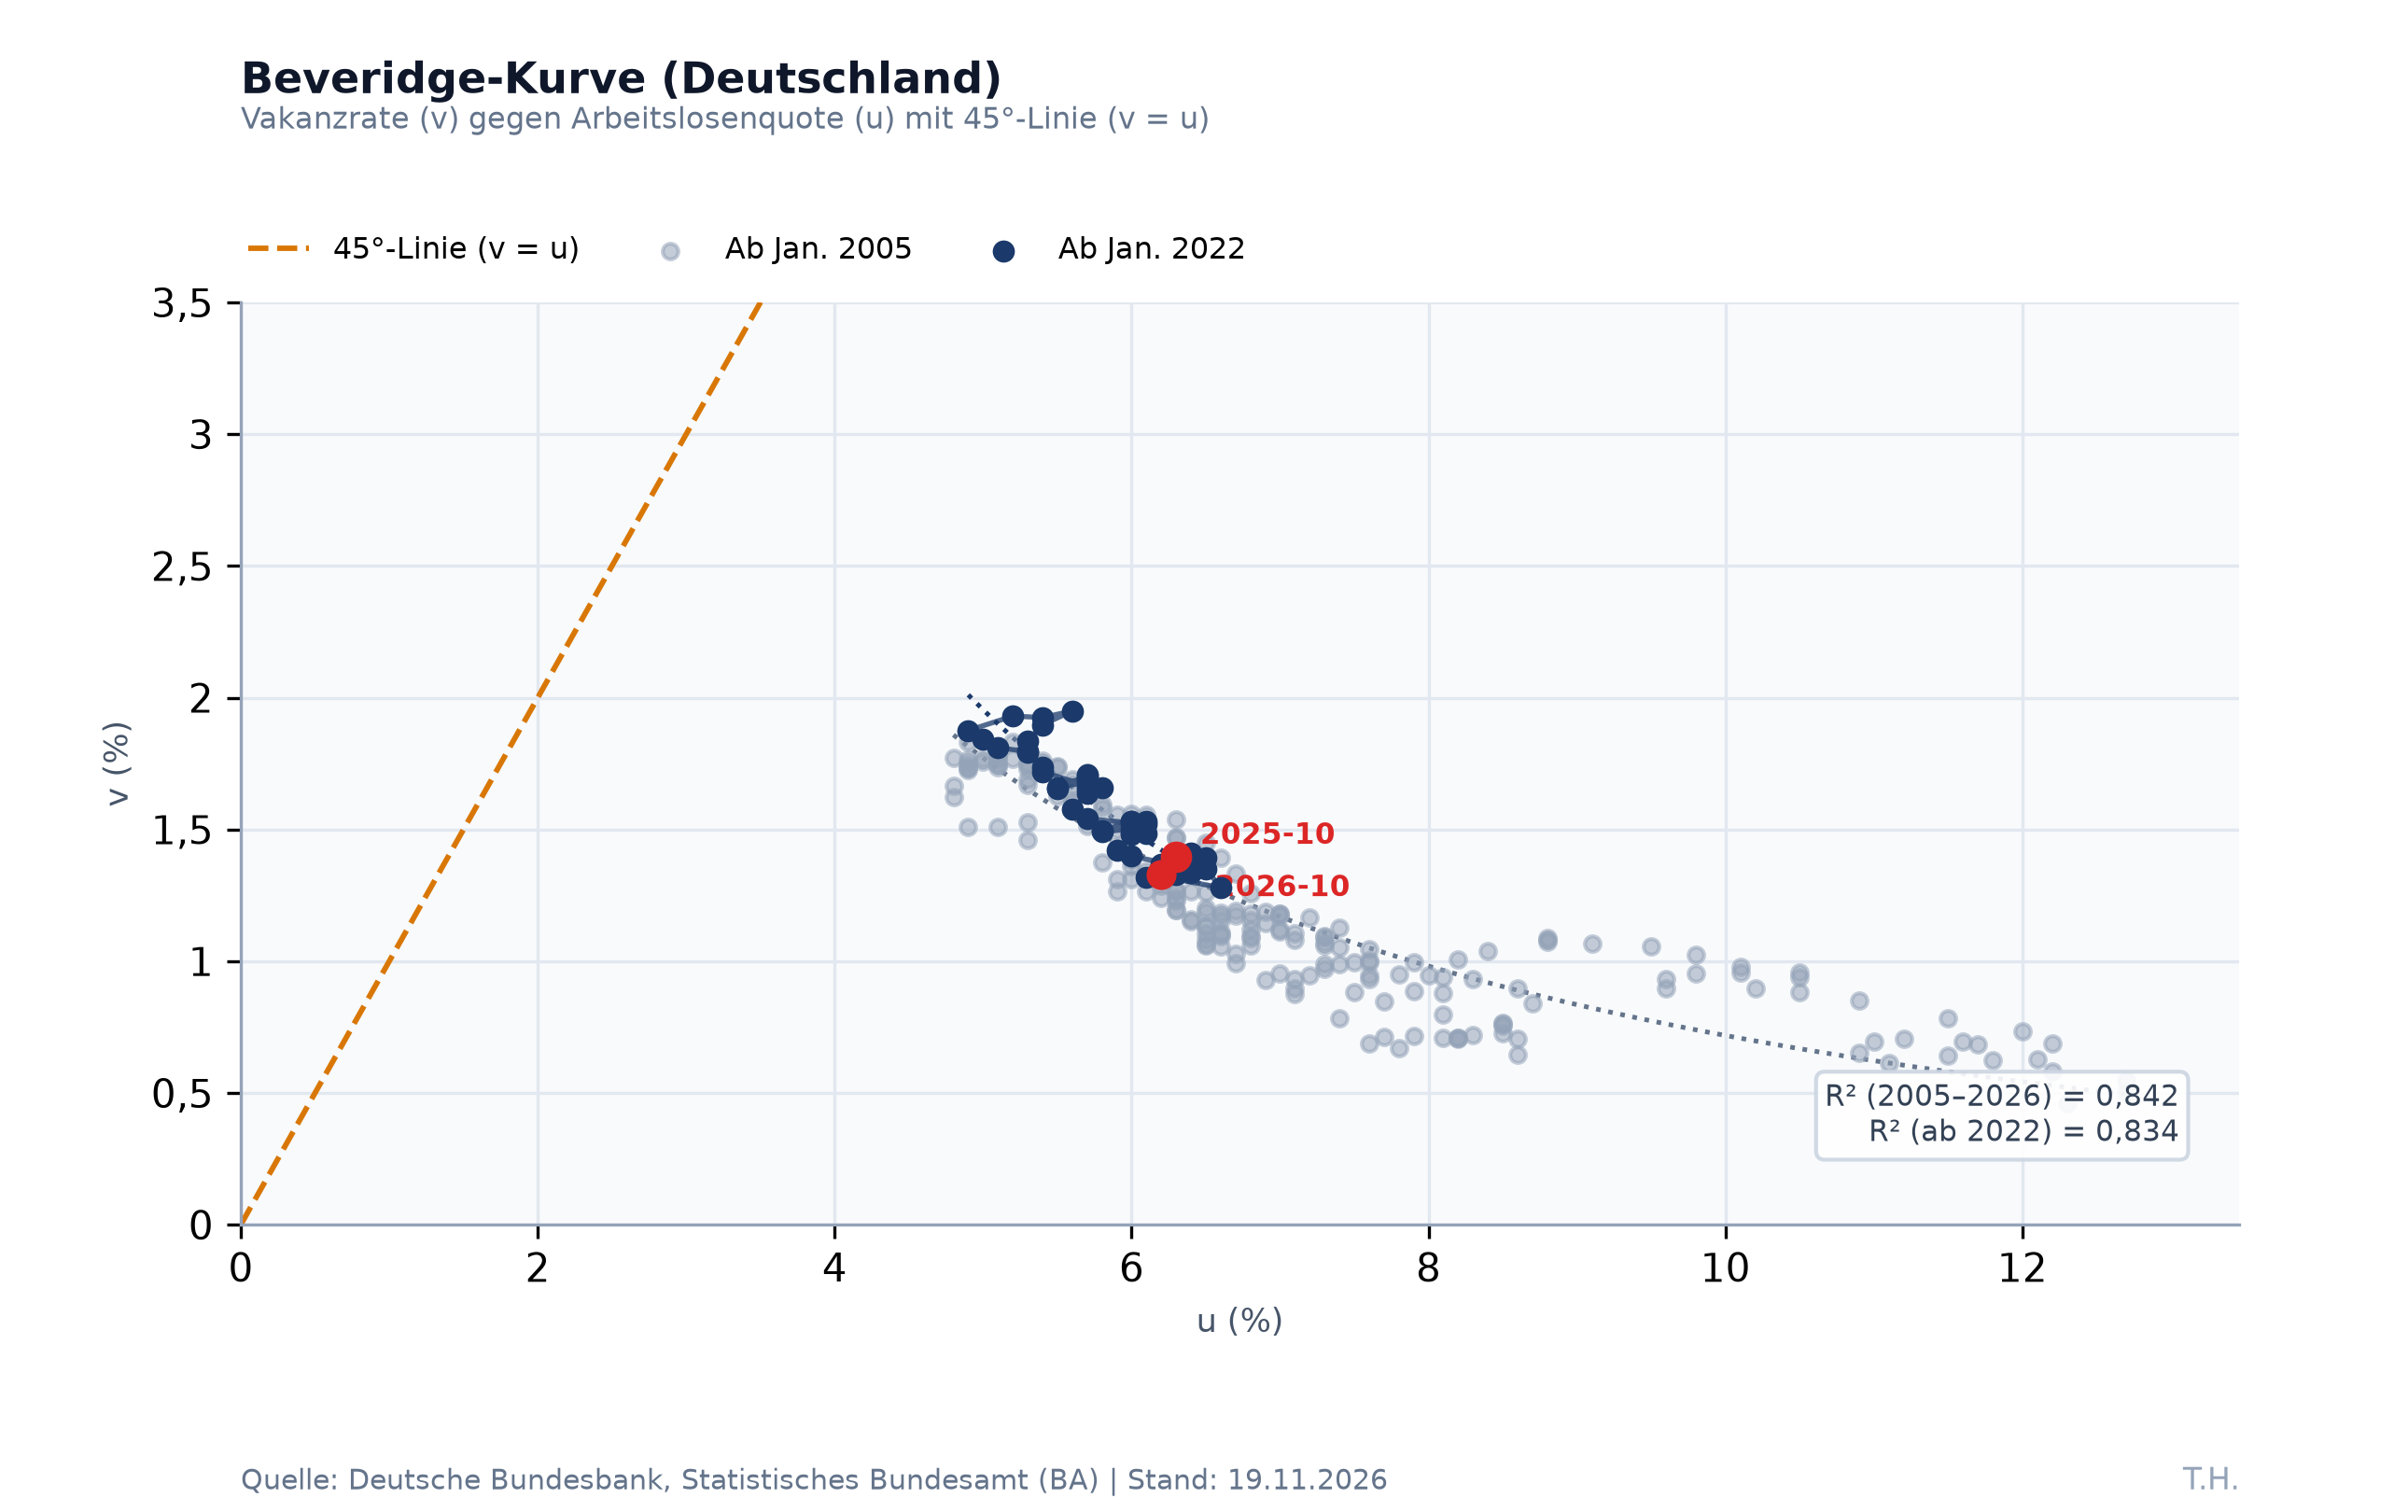 Beveridge-Kurve (Deutschland)
Vakanzrate (v) gegen Arbeitslosenquote (u) mit 45°-Linie (v = u)
45°-Linie (v = u) Ab Jan. 2005 Ab Jan. 2022
3,5
3
2,5
2
1,5
1
0,5
0
v (%)
2025-10
2026-10
R² (2005–2026) = 0,842
R² (ab 2022) = 0,834
0 2 4 6 8 10 12
u (%)
Quelle: Deutsche Bundesbank, Statistisches Bundesamt (BA) | Stand: 19.11.2026
T.H.